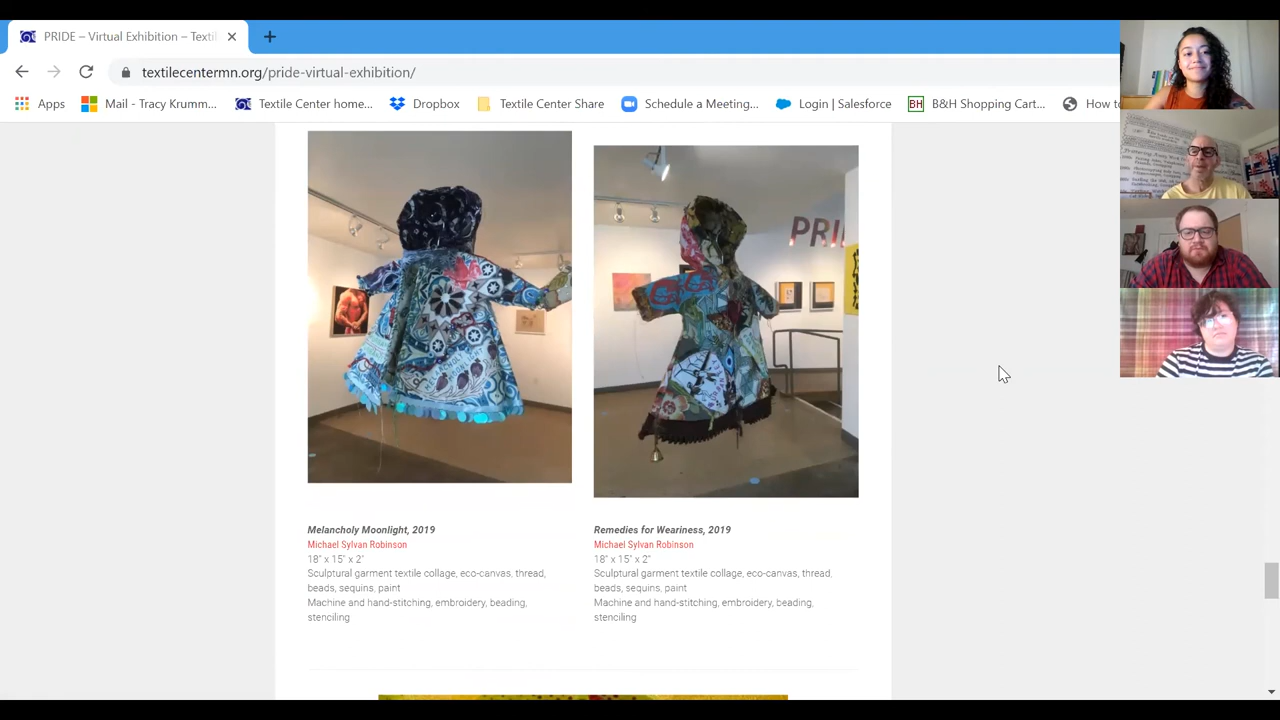 PRIDE – Virtual Exhibition – Texti
textilecentermn.org/pride-virtual-exhibition/
Apps
Mail - Tracy Krumm...
Textile Center home...
Dropbox
Textile Center Share
Schedule a Meeting...
Login | Salesforce
BH
B&H Shopping Cart...
How to
PRI
Melancholy Moonlight, 2019
Michael Sylvan Robinson
18" x 15" x 2"
Sculptural garment textile collage, eco-canvas, thread,
beads, sequins, paint
Machine and hand-stitching, embroidery, beading,
stenciling
Remedies for Weariness, 2019
Michael Sylvan Robinson
18" x 15" x 2"
Sculptural garment textile collage, eco-canvas, thread,
beads, sequins, paint
Machine and hand-stitching, embroidery, beading,
stenciling